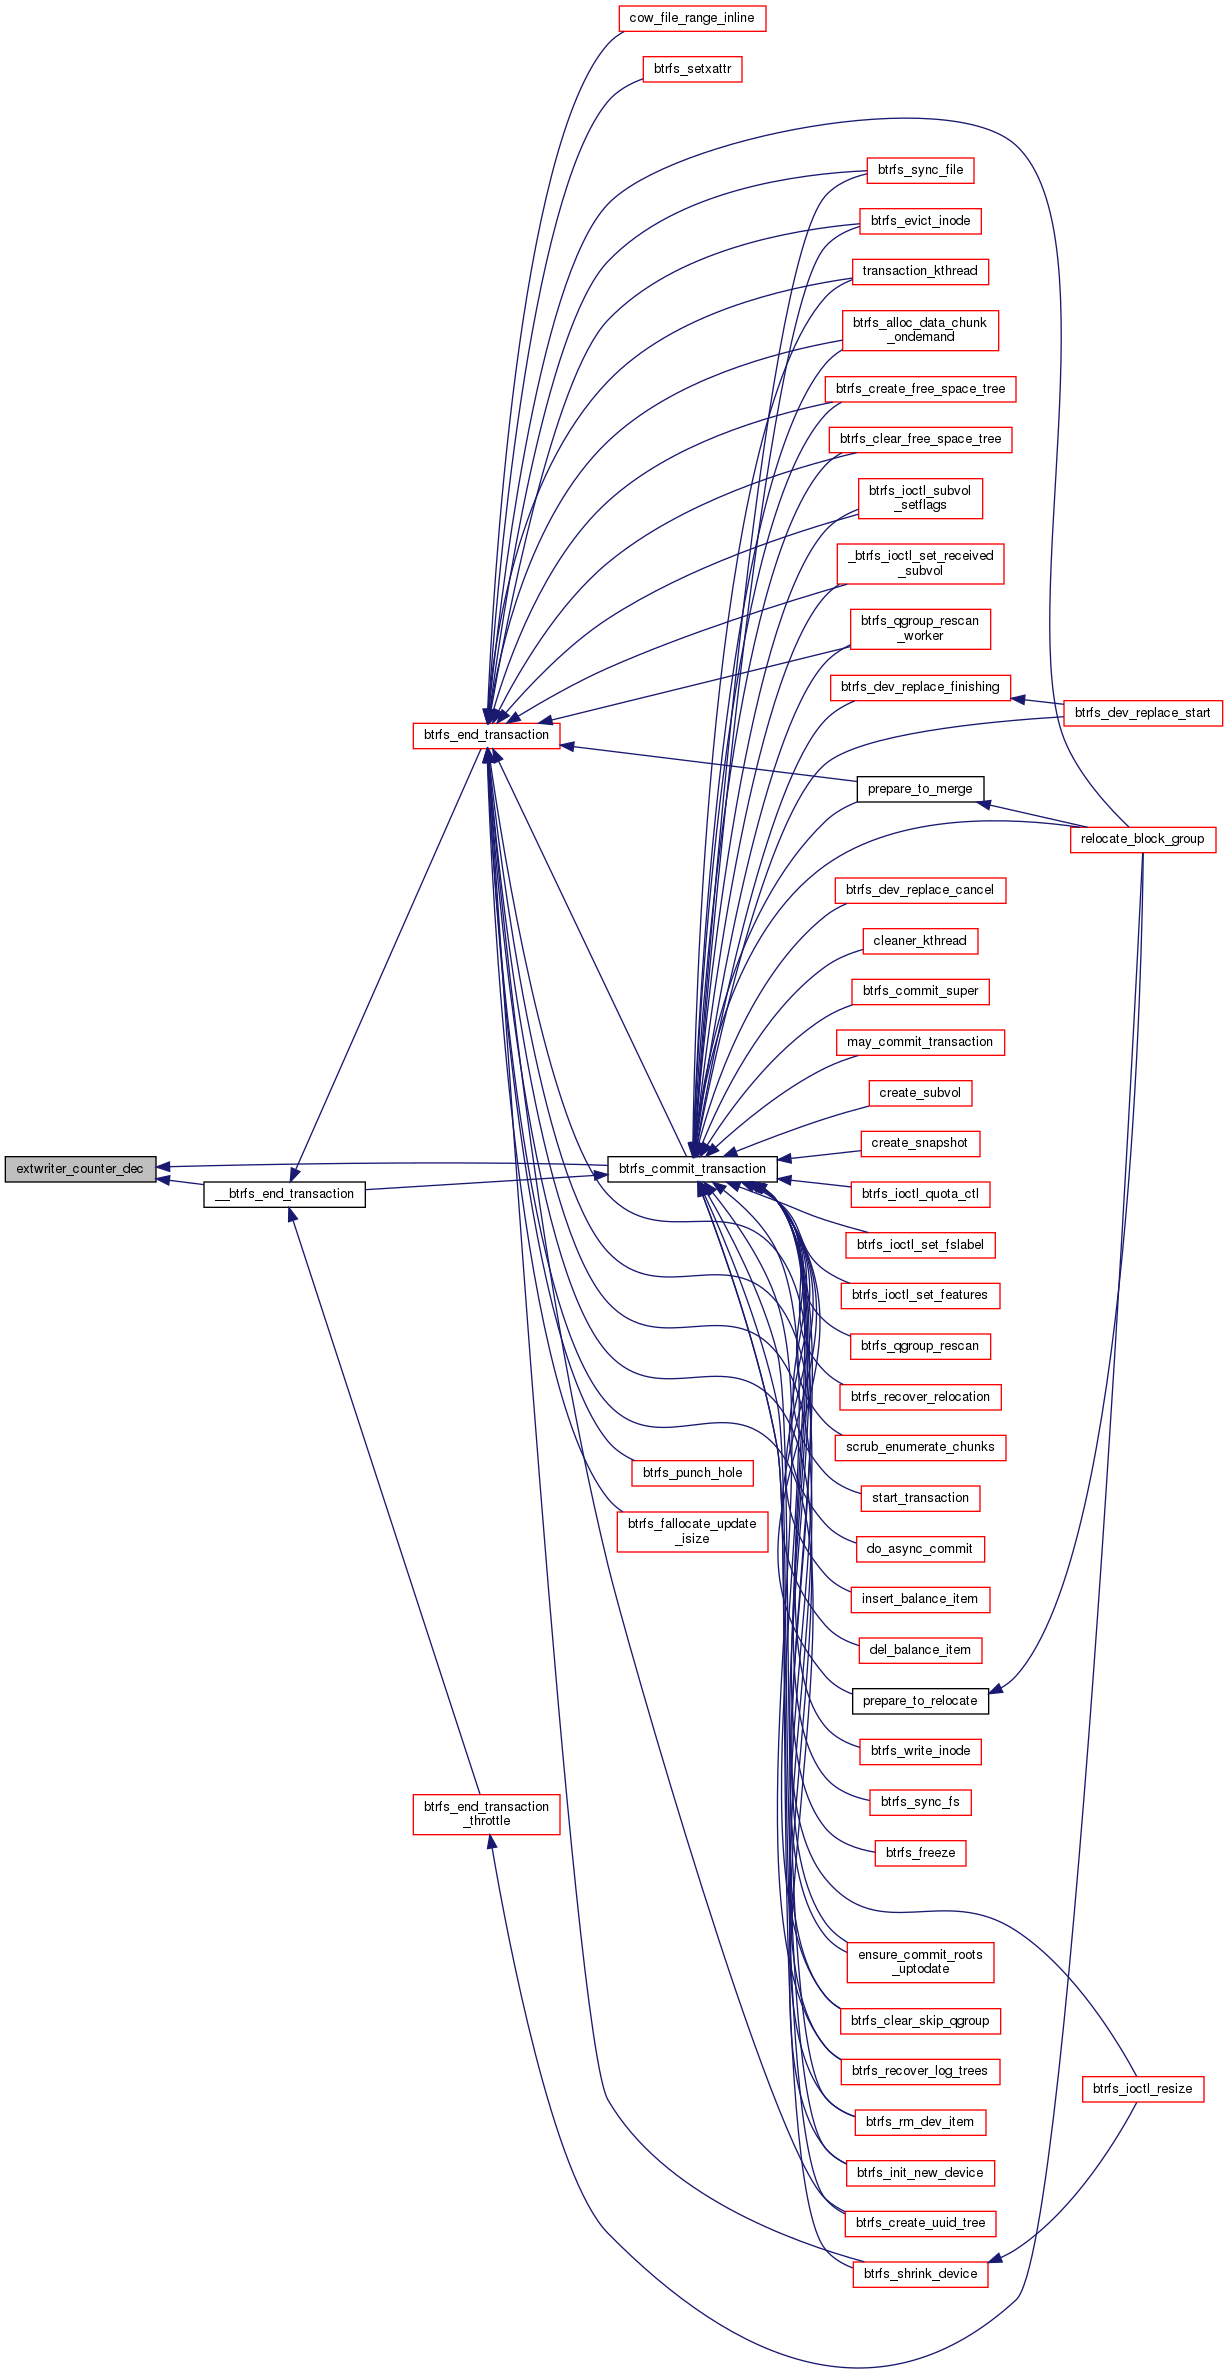 cow_file_range_inline
btrfs_setxattr
btrfs_sync_file
btrfs_evict_inode
transaction_kthread
btrfs_alloc_data_chunk
_ondemand
btrfs_create_free_space_tree
btrfs_clear_free_space_tree
btrfs_ioctl_subvol
_setflags
_btrfs_ioctl_set_received
_subvol
btrfs_qgroup_rescan
_worker
btrfs_dev_replace_finishing
btrfs_dev_replace_start
btrfs_end_transaction
prepare_to_merge
relocate_block_group
btrfs_dev_replace_cancel
cleaner_kthread
btrfs_commit_super
may_commit_transaction
create_subvol
create_snapshot
extwriter_counter_dec
btrfs_commit_transaction
__btrfs_end_transaction
btrfs_ioctl_quota_ctl
btrfs_ioctl_set_fslabel
btrfs_ioctl_set_features
btrfs_qgroup_rescan
btrfs_recover_relocation
scrub_enumerate_chunks
btrfs_punch_hole
start_transaction
btrfs_fallocate_update
_isize
do_async_commit
insert_balance_item
del_balance_item
prepare_to_relocate
btrfs_write_inode
btrfs_sync_fs
btrfs_end_transaction
_throttle
btrfs_freeze
ensure_commit_roots
_uptodate
btrfs_clear_skip_qgroup
btrfs_recover_log_trees
btrfs_ioctl_resize
btrfs_rm_dev_item
btrfs_init_new_device
btrfs_create_uuid_tree
btrfs_shrink_device